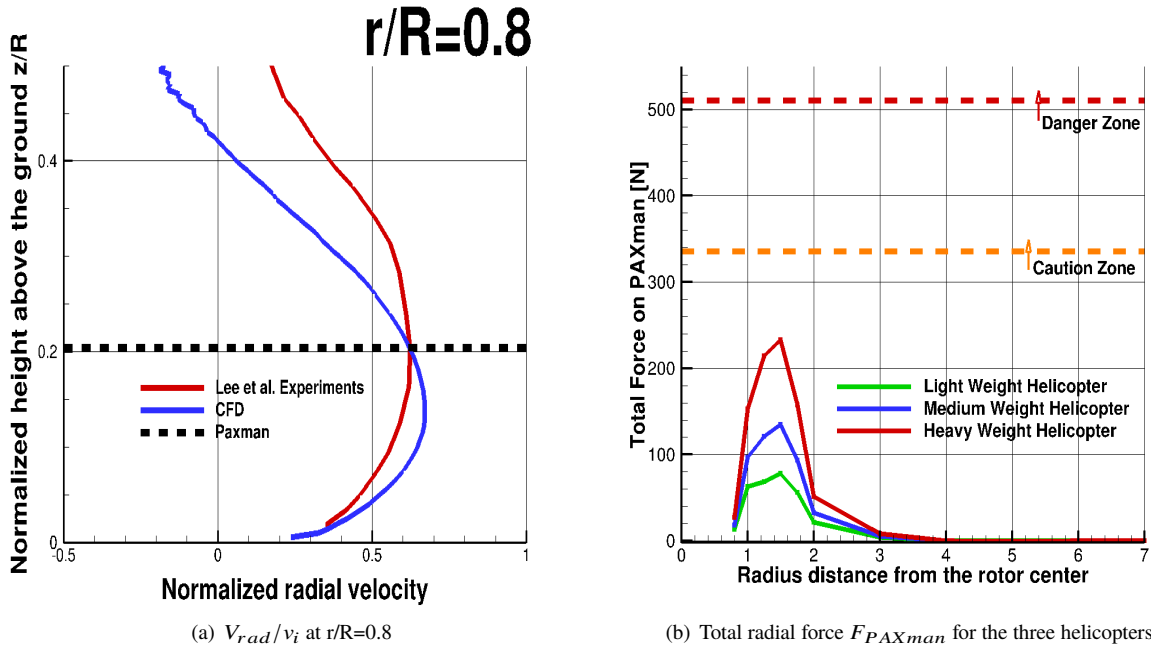 r/R=0.8
Normalized height above the ground z/R
0.4
0.2
0
Lee et al. Experiments
CFD
Paxman
-0.5 0 0.5 1
Normalized radial velocity
(a) V_rad/v_i at r/R=0.8
Total Force on PAXman [N]
500
400
300
200
100
0
Danger Zone
Caution Zone
Light Weight Helicopter
Medium Weight Helicopter
Heavy Weight Helicopter
0 1 2 3 4 5 6 7
Radius distance from the rotor center
(b) Total radial force F_PAXman for the three helicopters